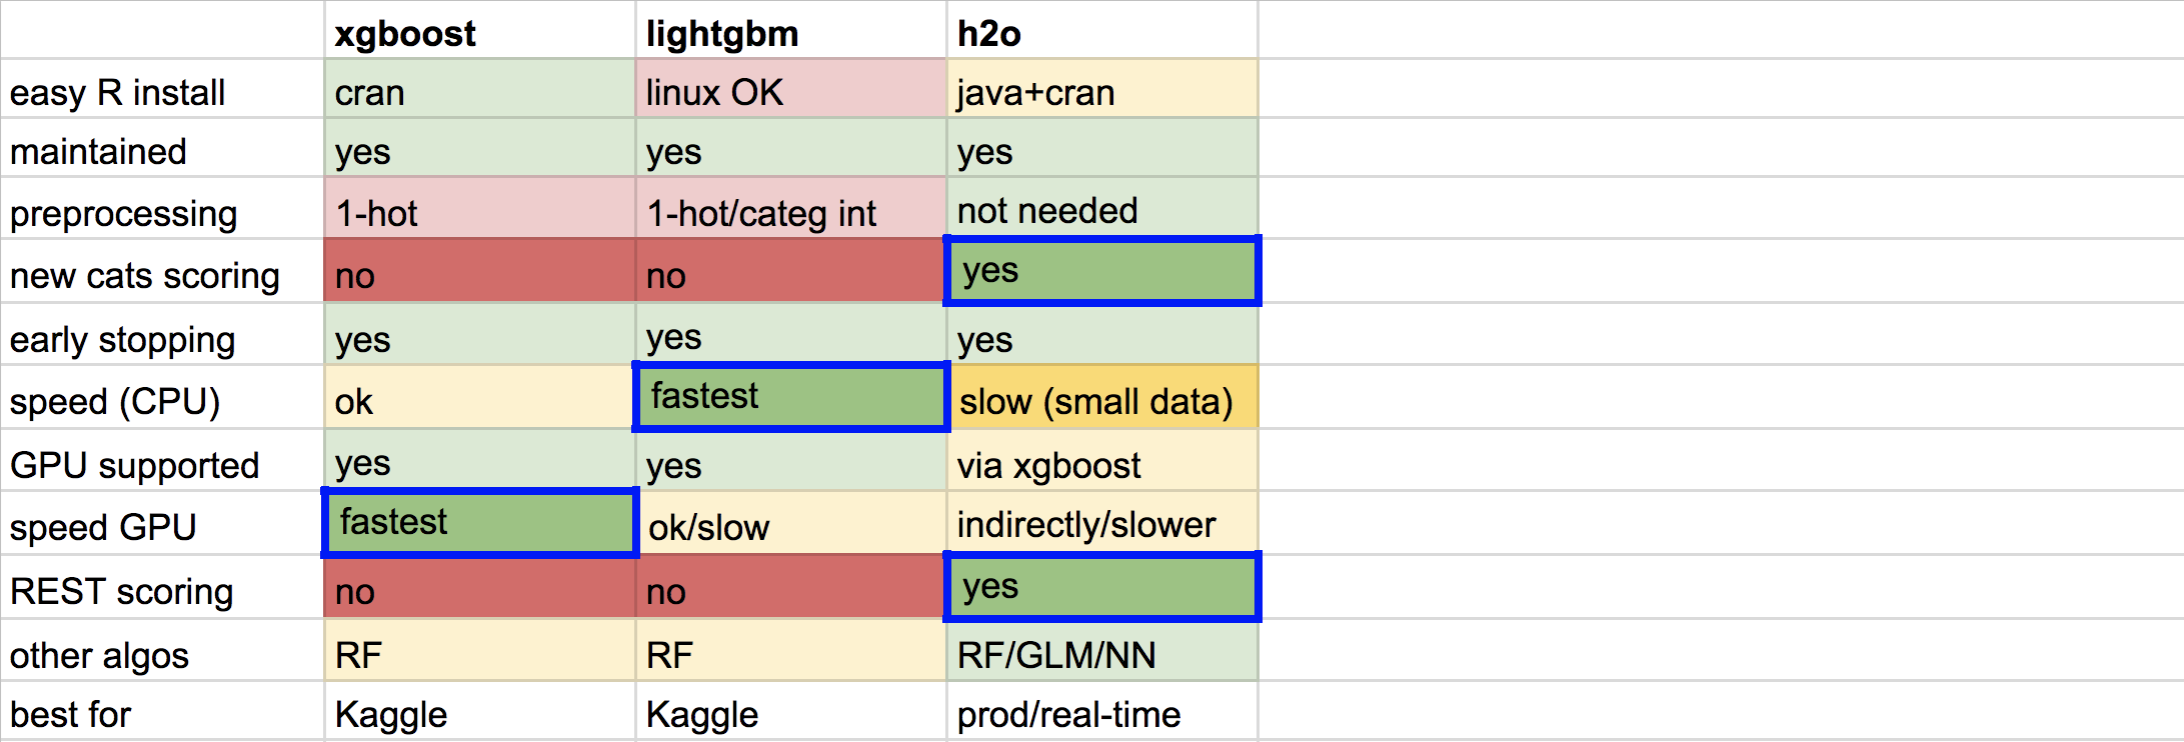 xgboost lightgbm h2o
easy R install cran linux OK java+cran
maintained yes yes yes
preprocessing 1-hot 1-hot/categ int not needed
new cats scoring no no yes
early stopping yes yes yes
speed (CPU) ok fastest slow (small data)
GPU supported yes yes via xgboost
speed GPU fastest ok/slow indirectly/slower
REST scoring no no yes
other algos RF RF RF/GLM/NN
best for Kaggle Kaggle prod/real-time